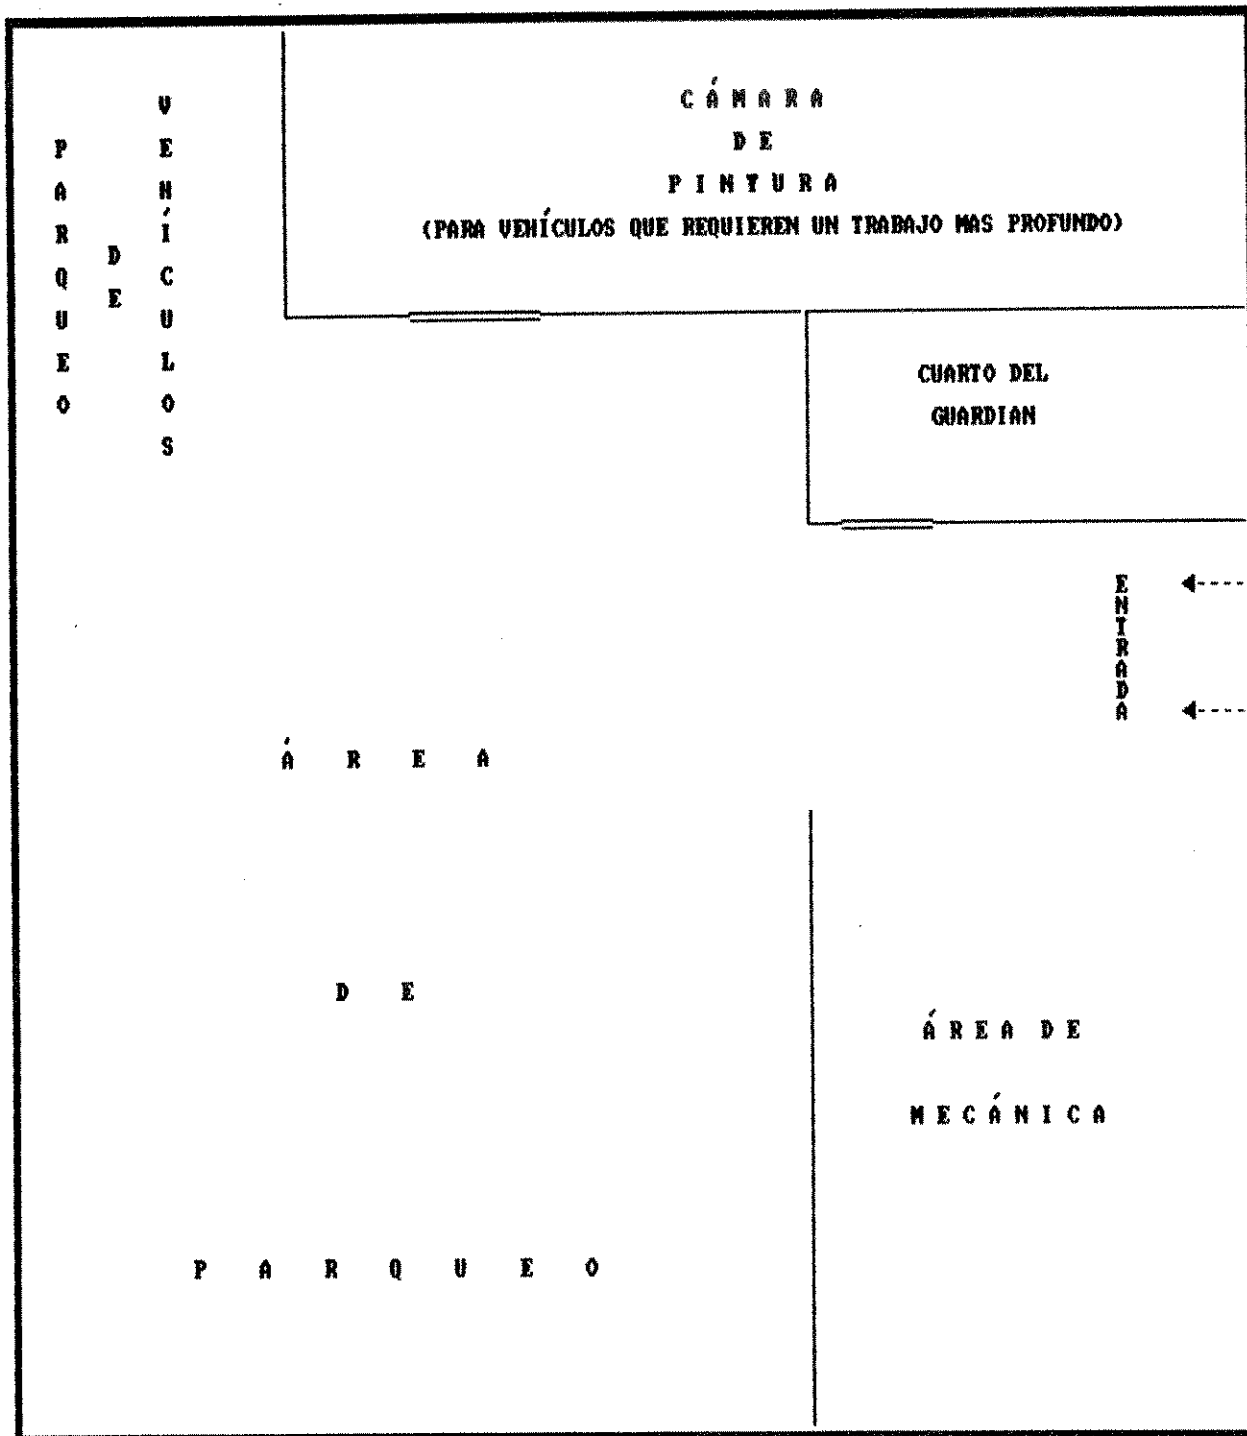 PARQUEO
DE
VEHÍCULOS
CÁMARA
DE
PINTURA
(PARA VEHÍCULOS QUE REQUIEREN UN TRABAJO MAS PROFUNDO)
CUARTO DEL
GUARDIAN
ENTRADA
ÁREA
DE
PARQUEO
ÁREA DE
MECÁNICA